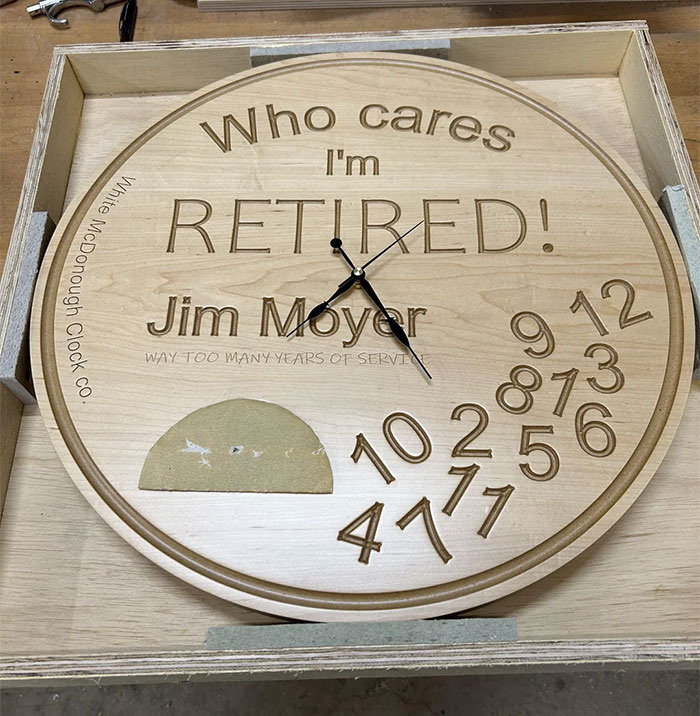 Who cares
I'm
RETIRED!
Jim Moyer
WAY TOO MANY YEARS OF SERVICE
White McDonough Clock co.
12
9
3
8
1
6
10
2
5
11
4
7